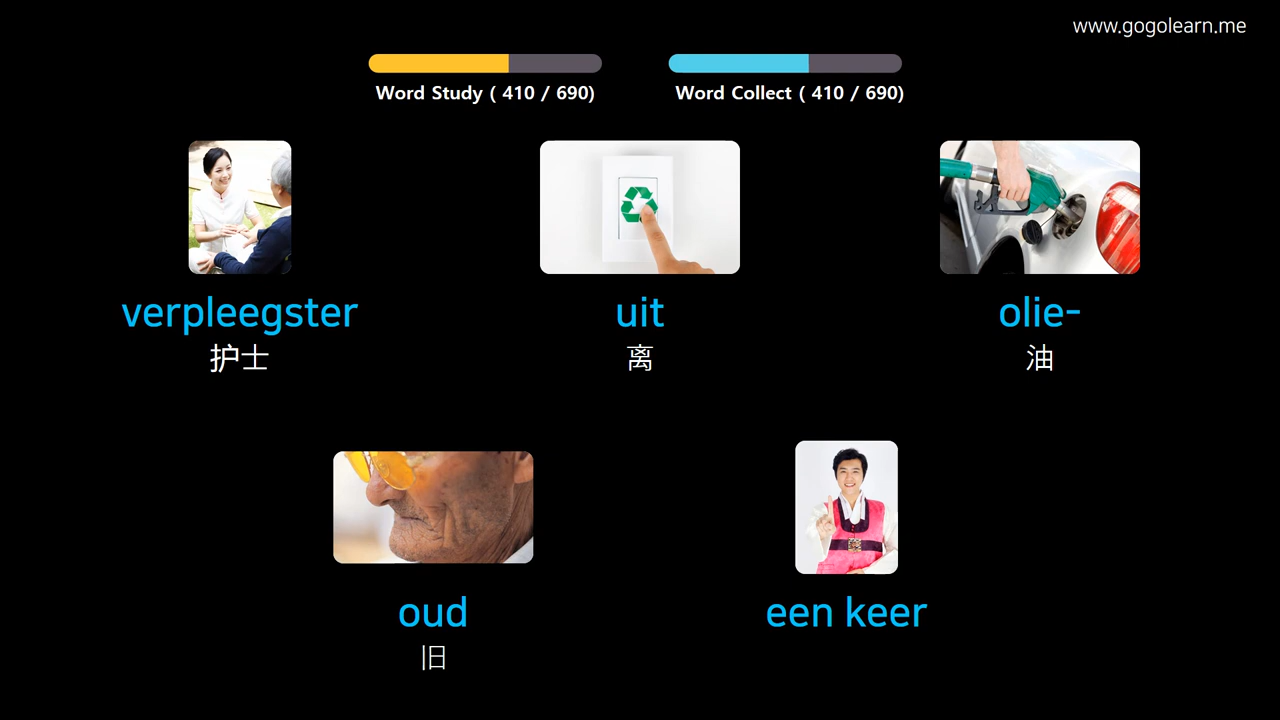 www.gogolearn.me
Word Study ( 410 / 690)
Word Collect ( 410 / 690)
verpleegster
护士
uit
离
olie-
油
oud
旧
een keer